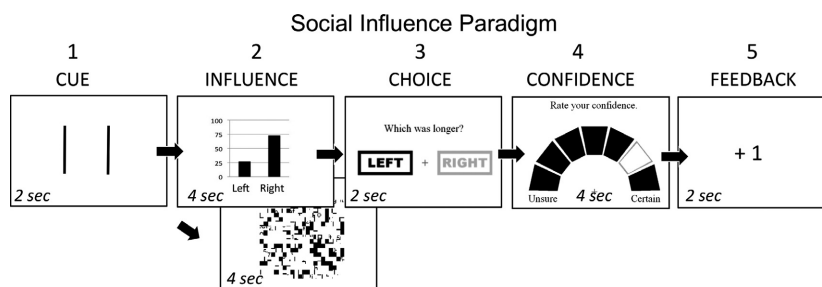 Social Influence Paradigm
1 2 3 4 5
CUE INFLUENCE CHOICE CONFIDENCE FEEDBACK
2 sec
100
75
50
25
0
Left Right
4 sec
4 sec
Which was longer?
LEFT + RIGHT
2 sec
Rate your confidence.
Unsure Certain
4 sec
+ 1
2 sec